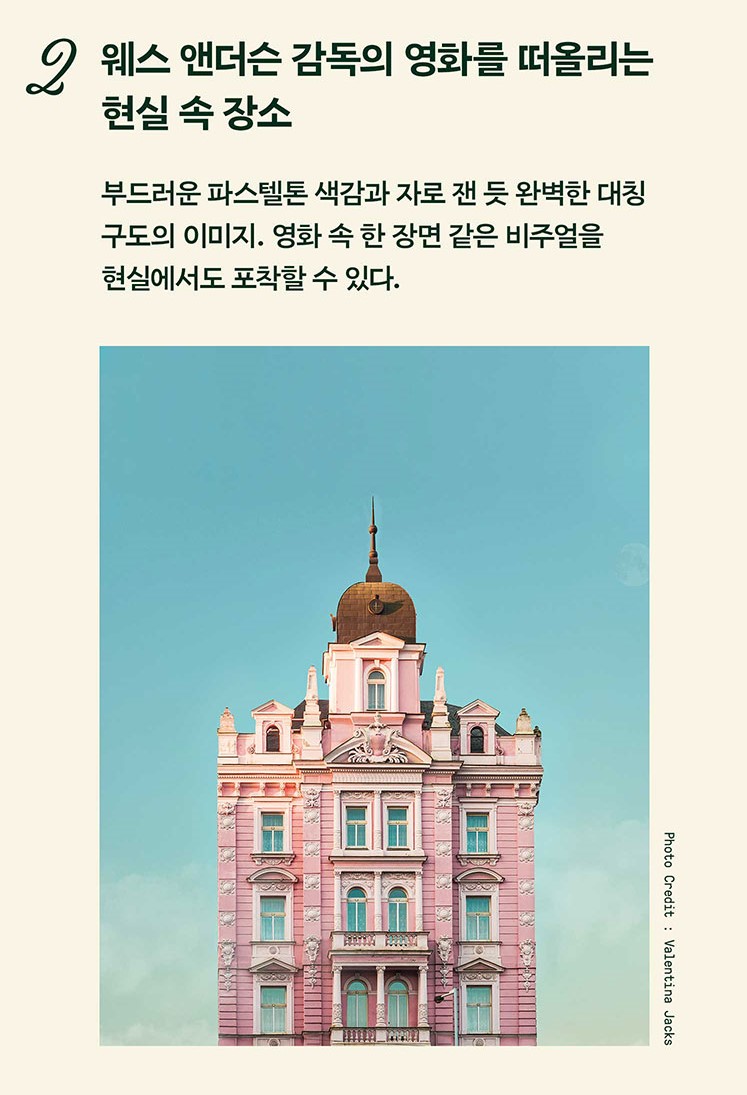 2
웨스 앤더슨 감독의 영화를 떠올리는
현실 속 장소
부드러운 파스텔톤 색감과 자로 잰 듯 완벽한 대칭
구도의 이미지. 영화 속 한 장면 같은 비주얼을
현실에서도 포착할 수 있다.
Photo Credit : Valentina Jacks